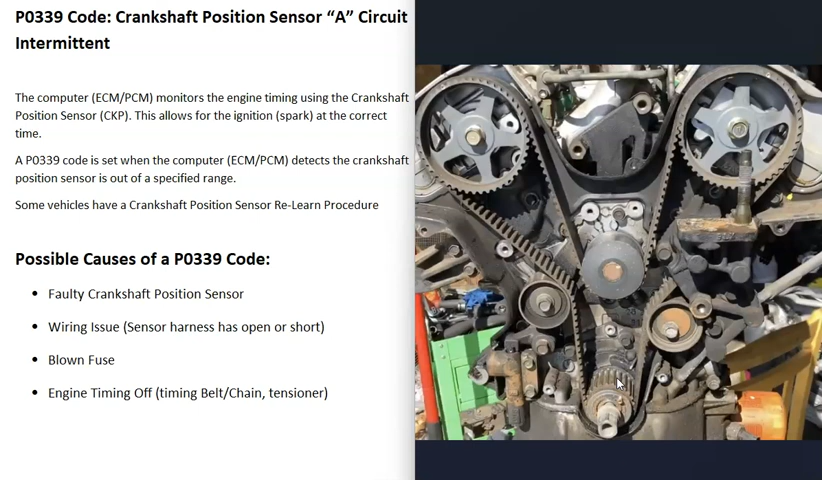 P0339 Code: Crankshaft Position Sensor “A” Circuit
Intermittent
The computer (ECM/PCM) monitors the engine timing using the Crankshaft
Position Sensor (CKP). This allows for the ignition (spark) at the correct
time.
A P0339 code is set when the computer (ECM/PCM) detects the crankshaft
position sensor is out of a specified range.
Some vehicles have a Crankshaft Position Sensor Re-Learn Procedure
Possible Causes of a P0339 Code:
• Faulty Crankshaft Position Sensor
• Wiring Issue (Sensor harness has open or short)
• Blown Fuse
• Engine Timing Off (timing Belt/Chain, tensioner)